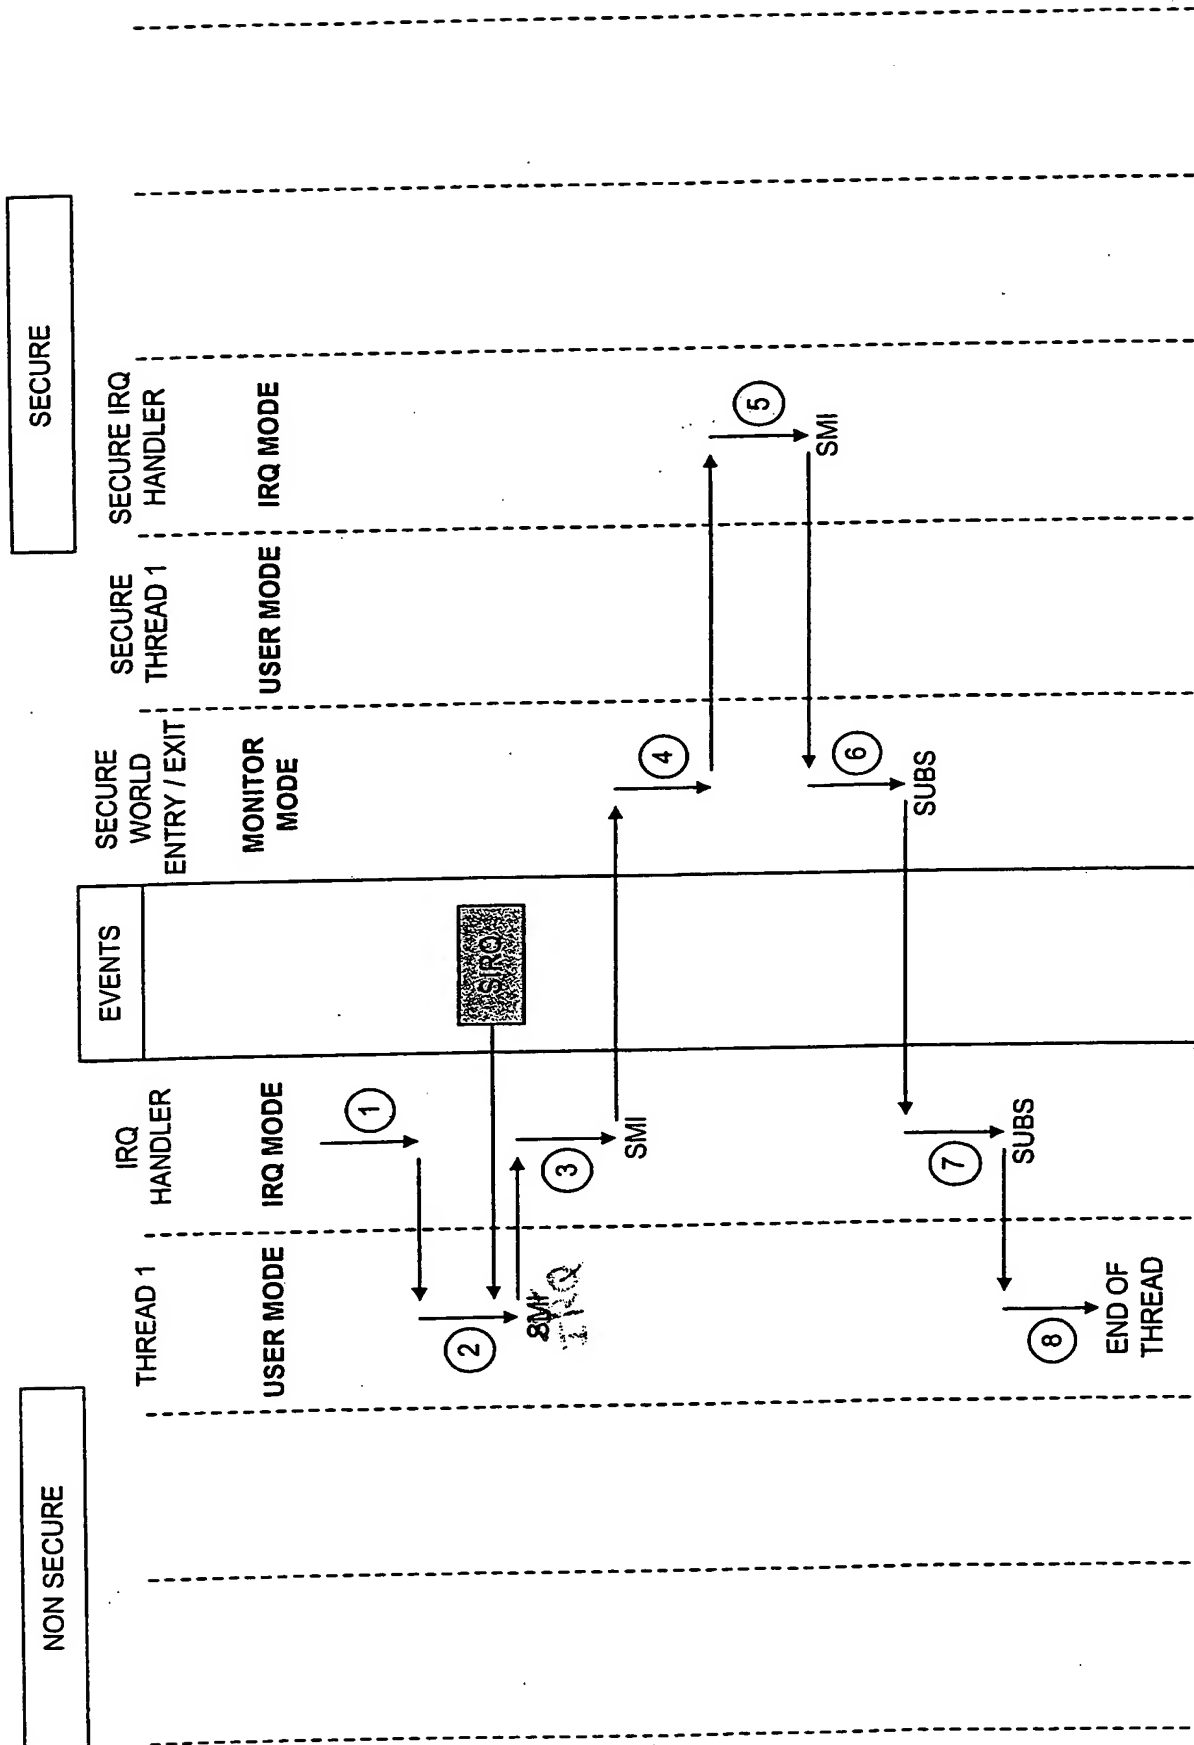 NON SECURE
SECURE
THREAD 1
IRQ
HANDLER
EVENTS
SECURE
WORLD
ENTRY / EXIT
SECURE
THREAD 1
SECURE IRQ
HANDLER
USER MODE
IRQ MODE
MONITOR
MODE
USER MODE
IRQ MODE
1
SIRQ
2
SMI
IRQ
3
SMI
4
5
SMI
6
SUBS
7
SUBS
8
END OF
THREAD